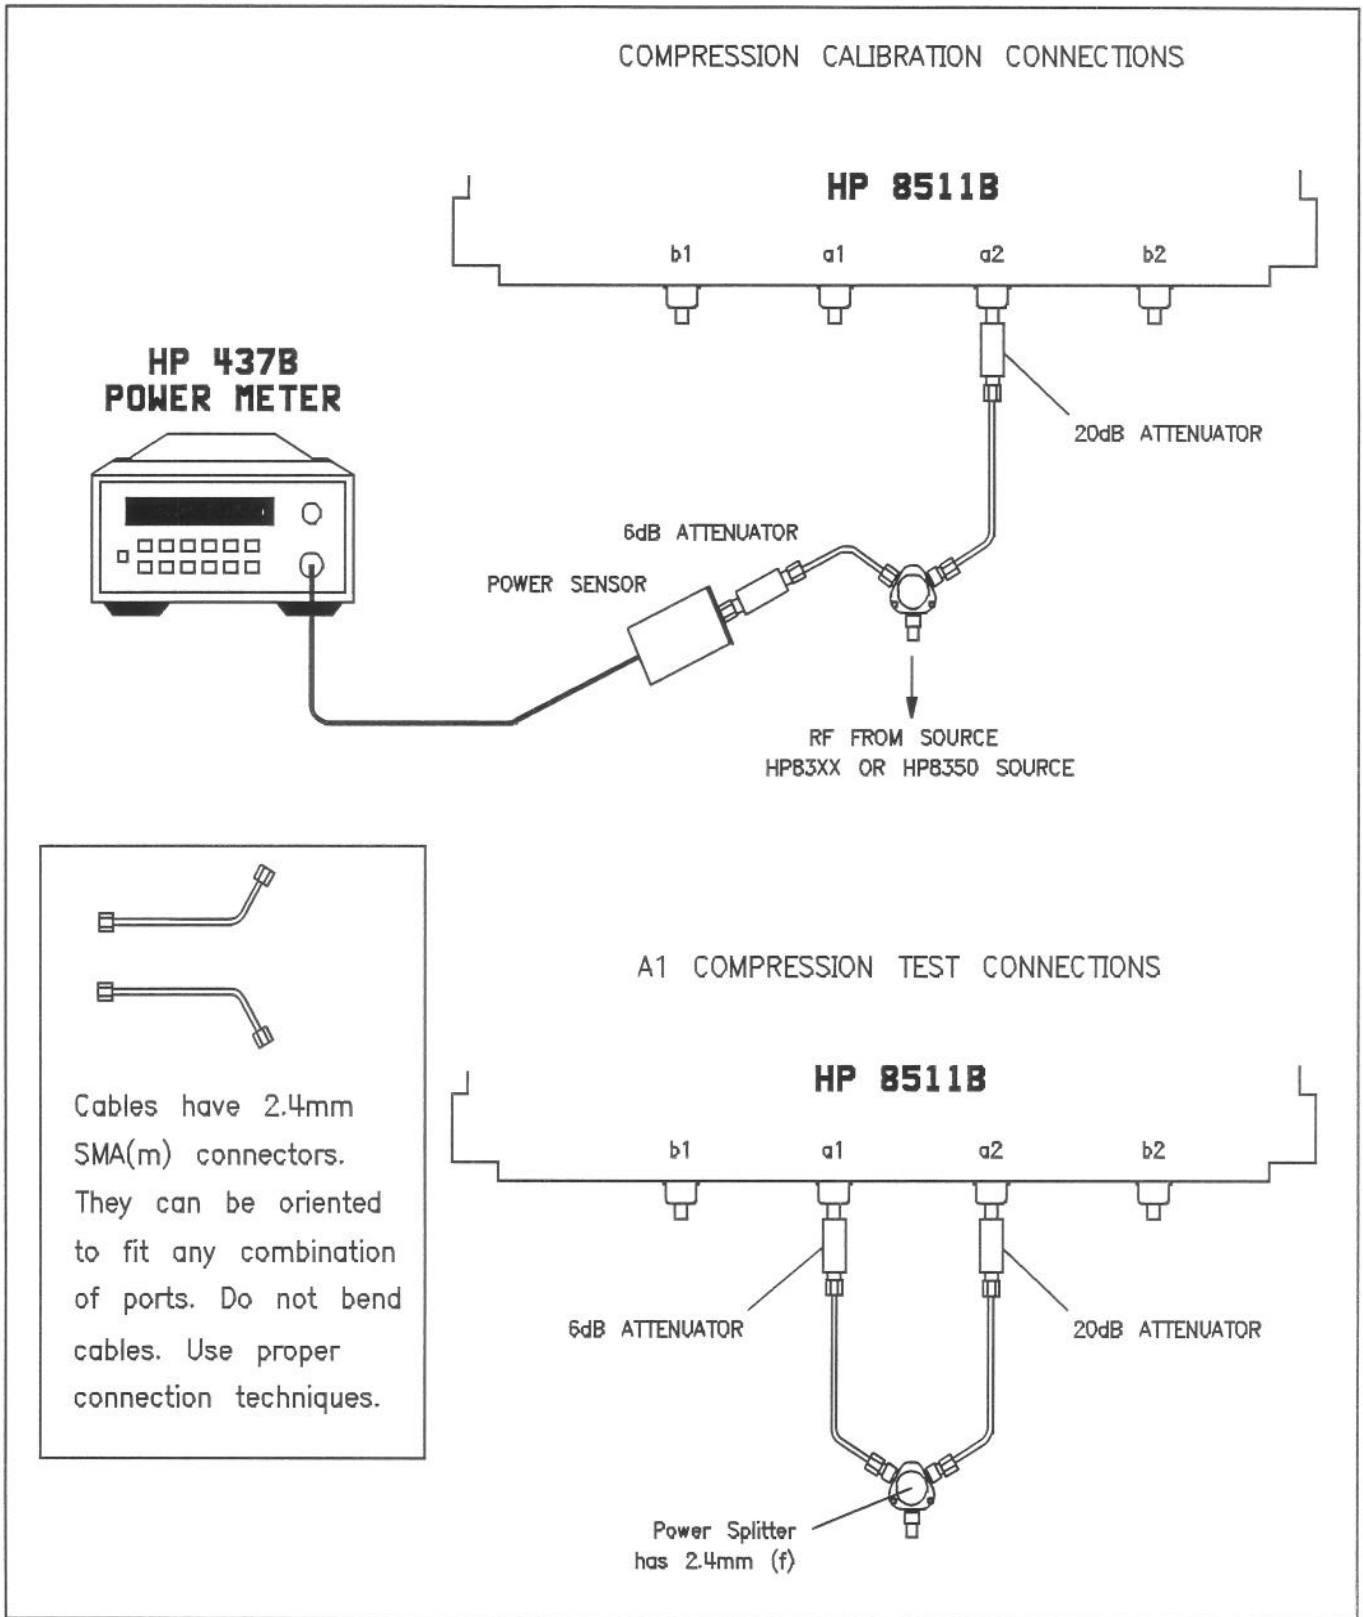 COMPRESSION CALIBRATION CONNECTIONS
HP 8511B
b1 a1 a2 b2
HP 437B
POWER METER
20dB ATTENUATOR
6dB ATTENUATOR
POWER SENSOR
RF FROM SOURCE
HP83XX OR HP8350 SOURCE
Cables have 2.4mm
SMA(m) connectors.
They can be oriented
to fit any combination
of ports. Do not bend
cables. Use proper
connection techniques.
A1 COMPRESSION TEST CONNECTIONS
HP 8511B
b1 a1 a2 b2
6dB ATTENUATOR
20dB ATTENUATOR
Power Splitter
has 2.4mm (f)